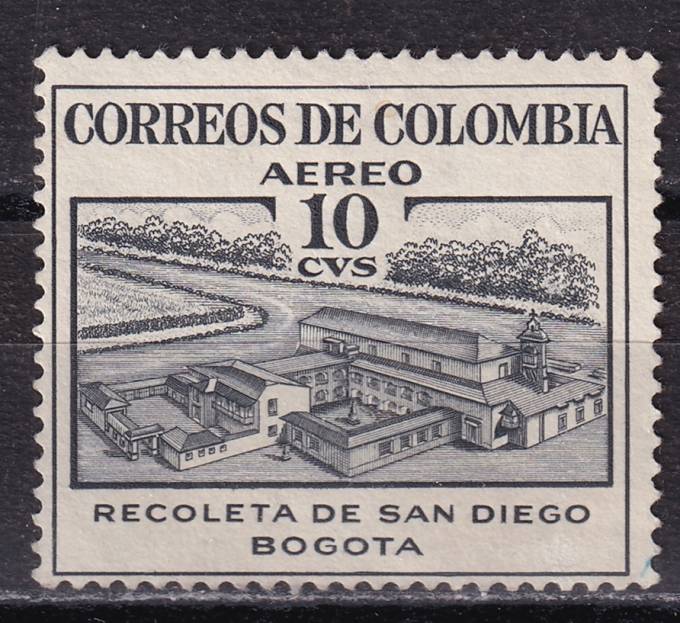 CORREOS DE COLOMBIA
AEREO
10
CVS
RECOLETA DE SAN DIEGO
BOGOTA